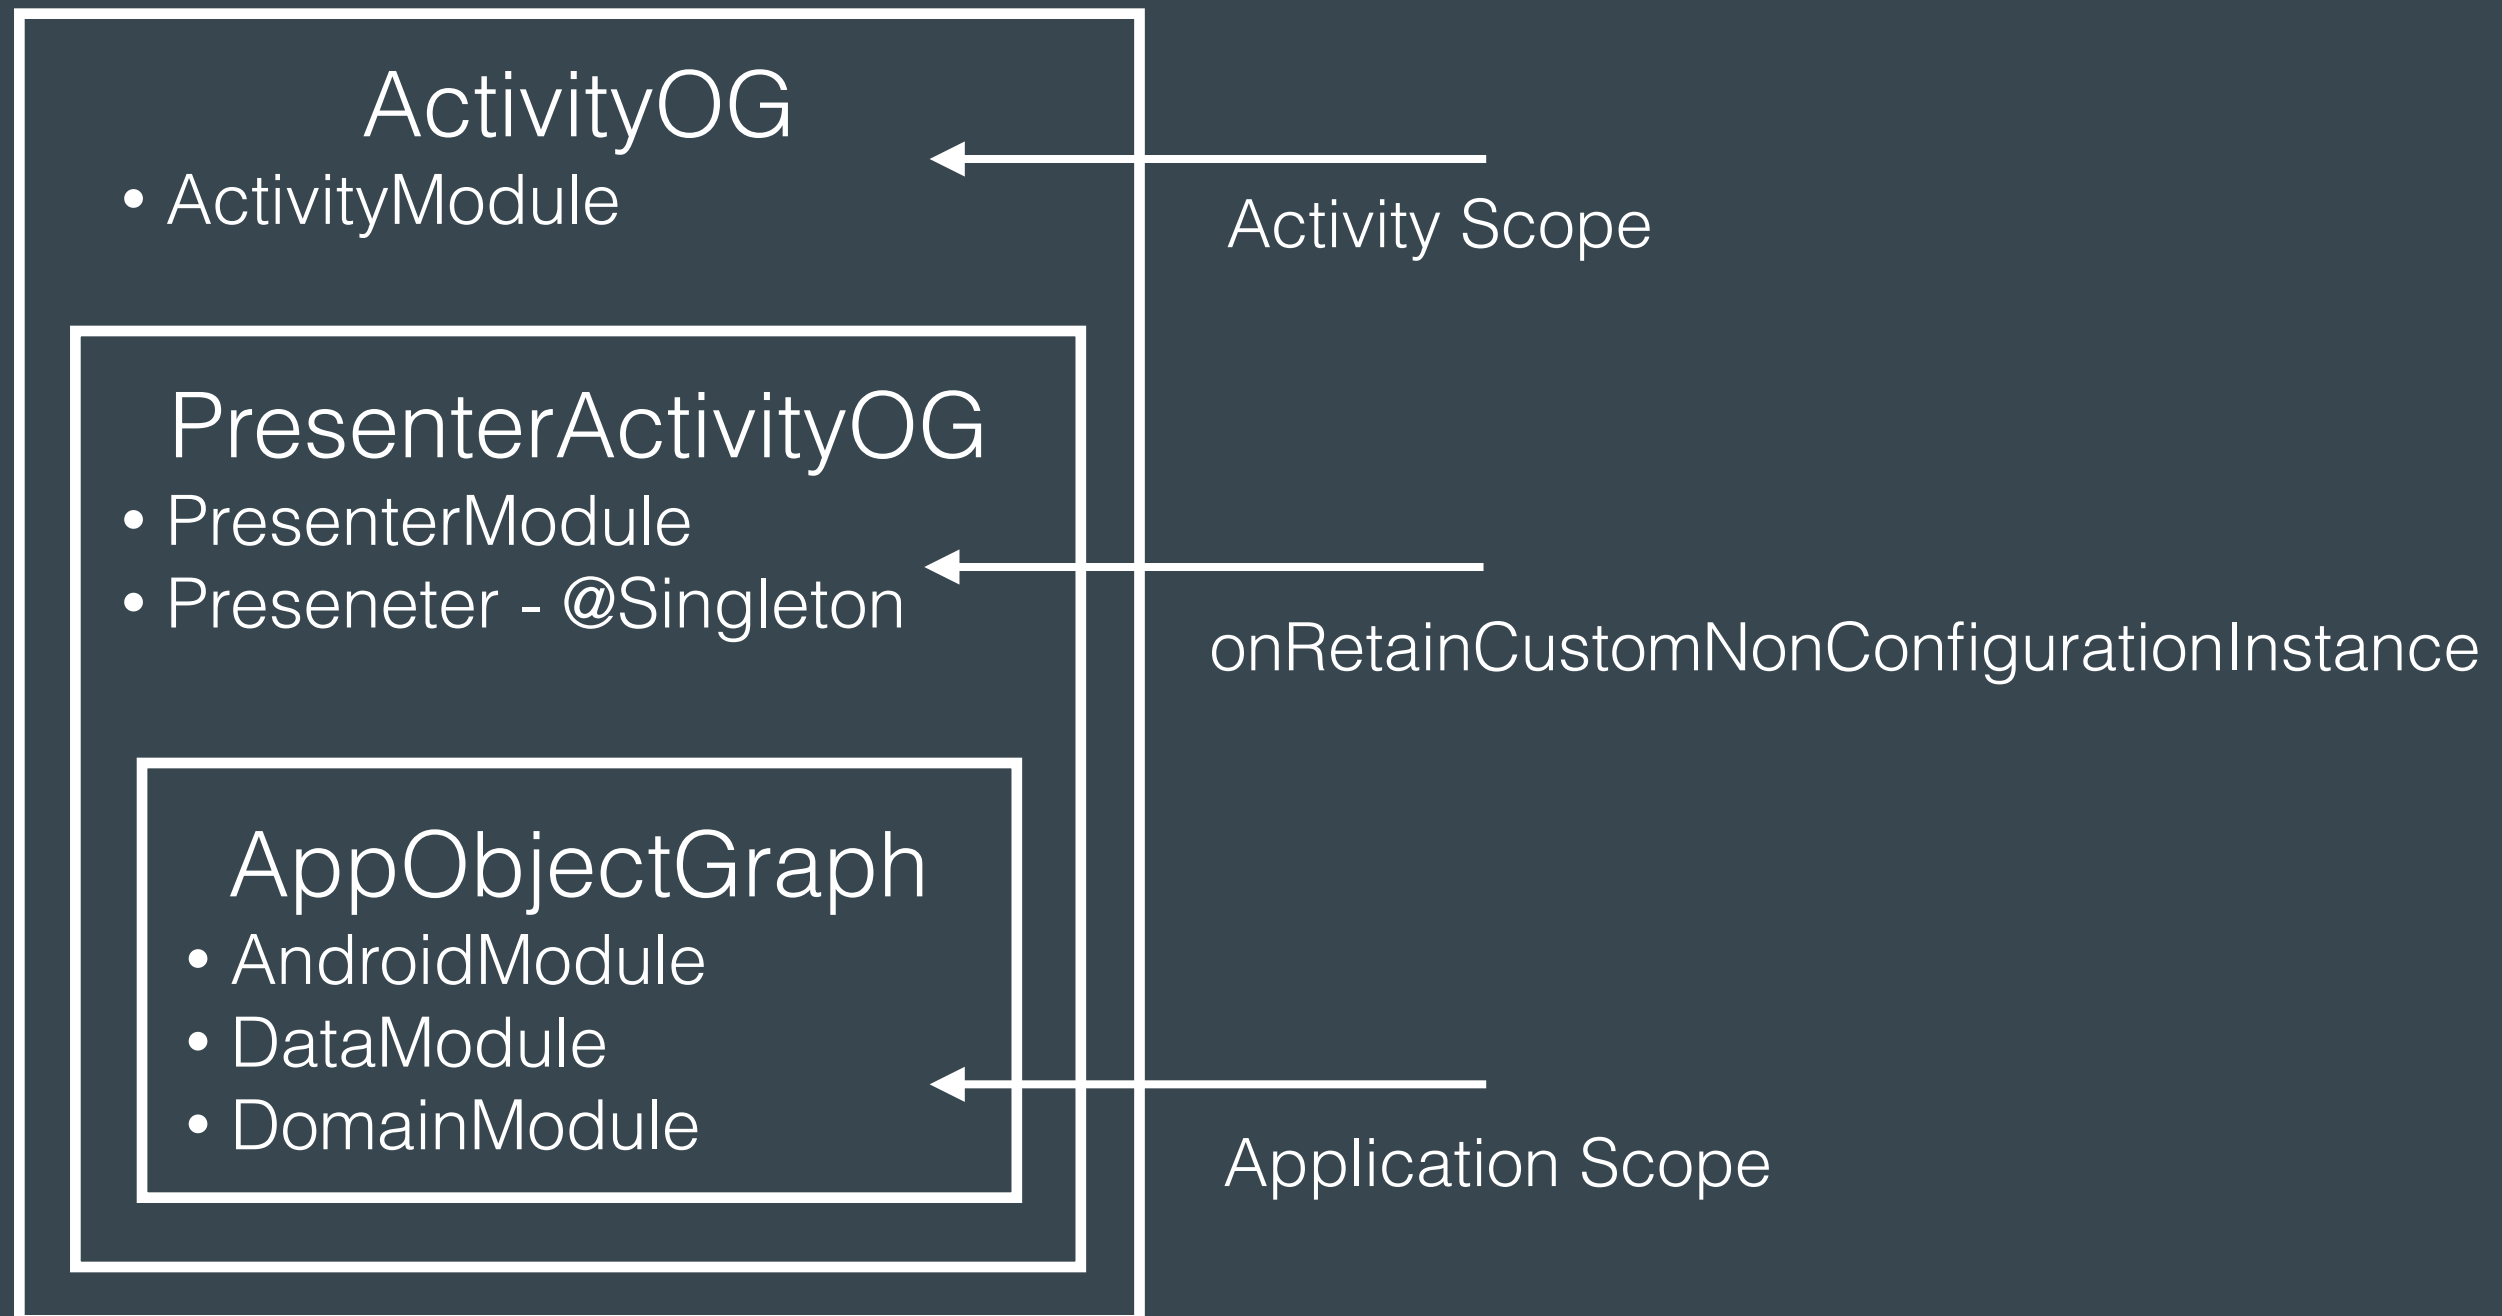 ActivityOG
• ActivityModule
Activity Scope
PresenterActivityOG
• PresenterModule
• Preseneter - @Singleton
onRetainCustomNonConfigurationInstance
AppObjectGraph
• AndroidModule
• DataModule
• DomainModule
Application Scope